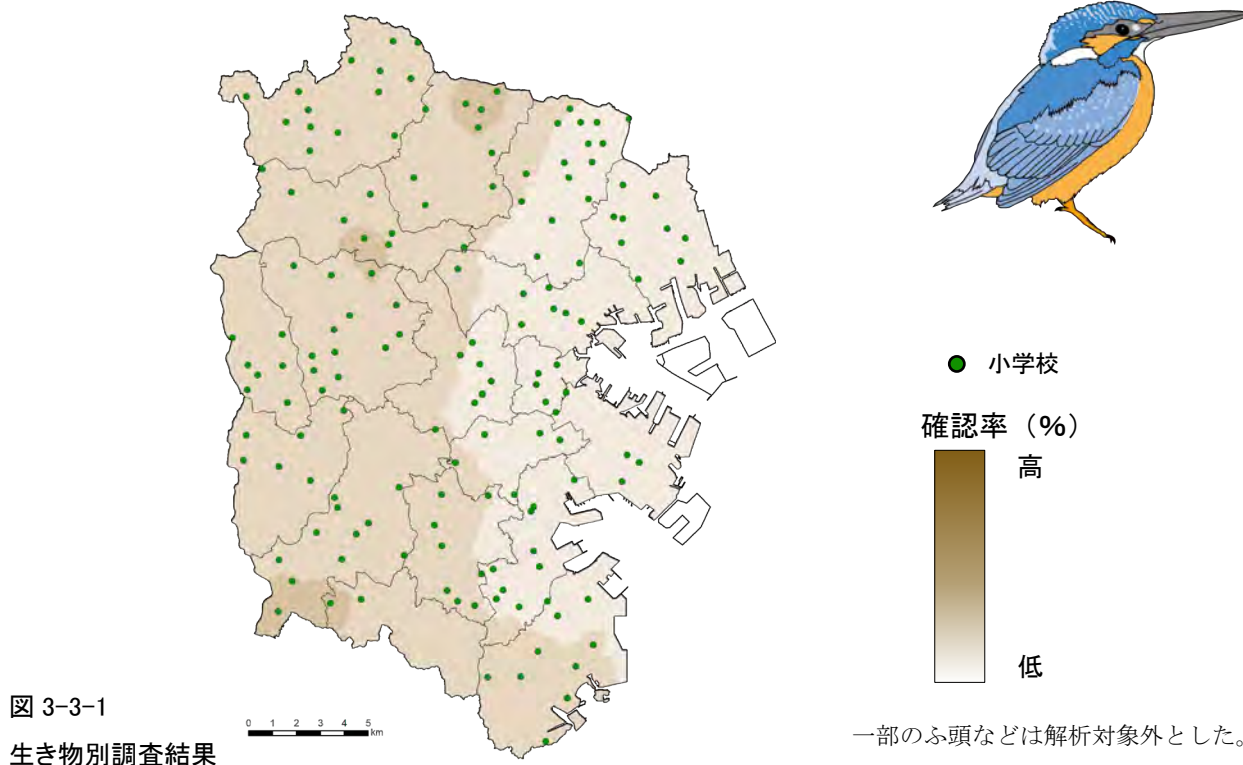 小学校
確認率（%）
高
低
図 3-3-1
生き物別調査結果
0 1 2 3 4 5
km
一部のふ頭などは解析対象外とした。